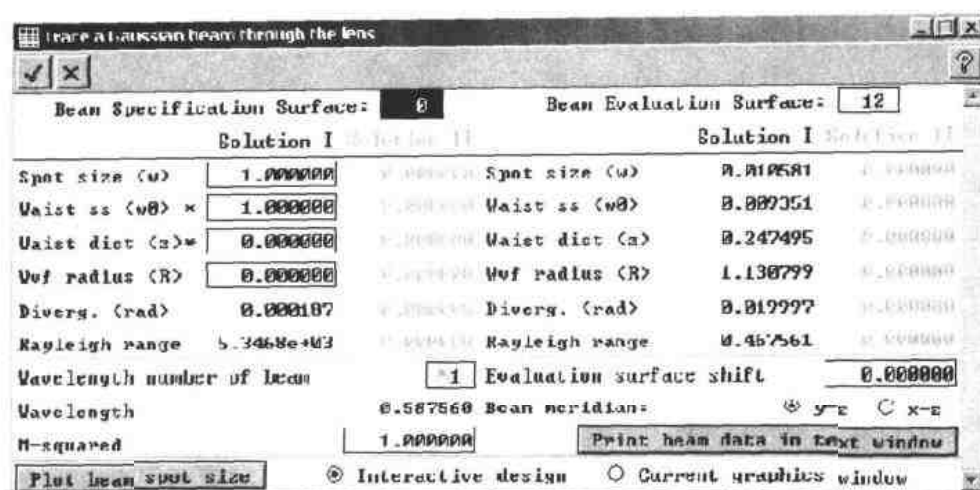 Trace a Gaussian beam through the lens
Beam Specification Surface: 0 Beam Evaluation Surface: 12
Solution I Solution II Solution I Solution II
Spot size (w) 1.000000 Spot size (w) 0.010581
Waist ss (w0) * 1.000000 Waist ss (w0) 0.009351
Waist dist (z)* 0.000000 Waist dist (z) 0.247495
Wvf radius (R) 0.000000 Wvf radius (R) 1.130799
Diverg. (rad) 0.000187 Diverg. (rad) 0.019997
Rayleigh range 5.3468e+03 Rayleigh range 0.467561
Wavelength number of beam 1 Evaluation surface shift 0.000000
Wavelength 0.587560 Beam meridian: y-z x-z
M-squared 1.000000 Print beam data in text window
Plot beam spot size Interactive design Current graphics window